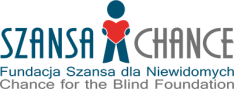 SZANSA CHANCE
Fundacja Szansa dla Niewidomych
Chance for the Blind Foundation